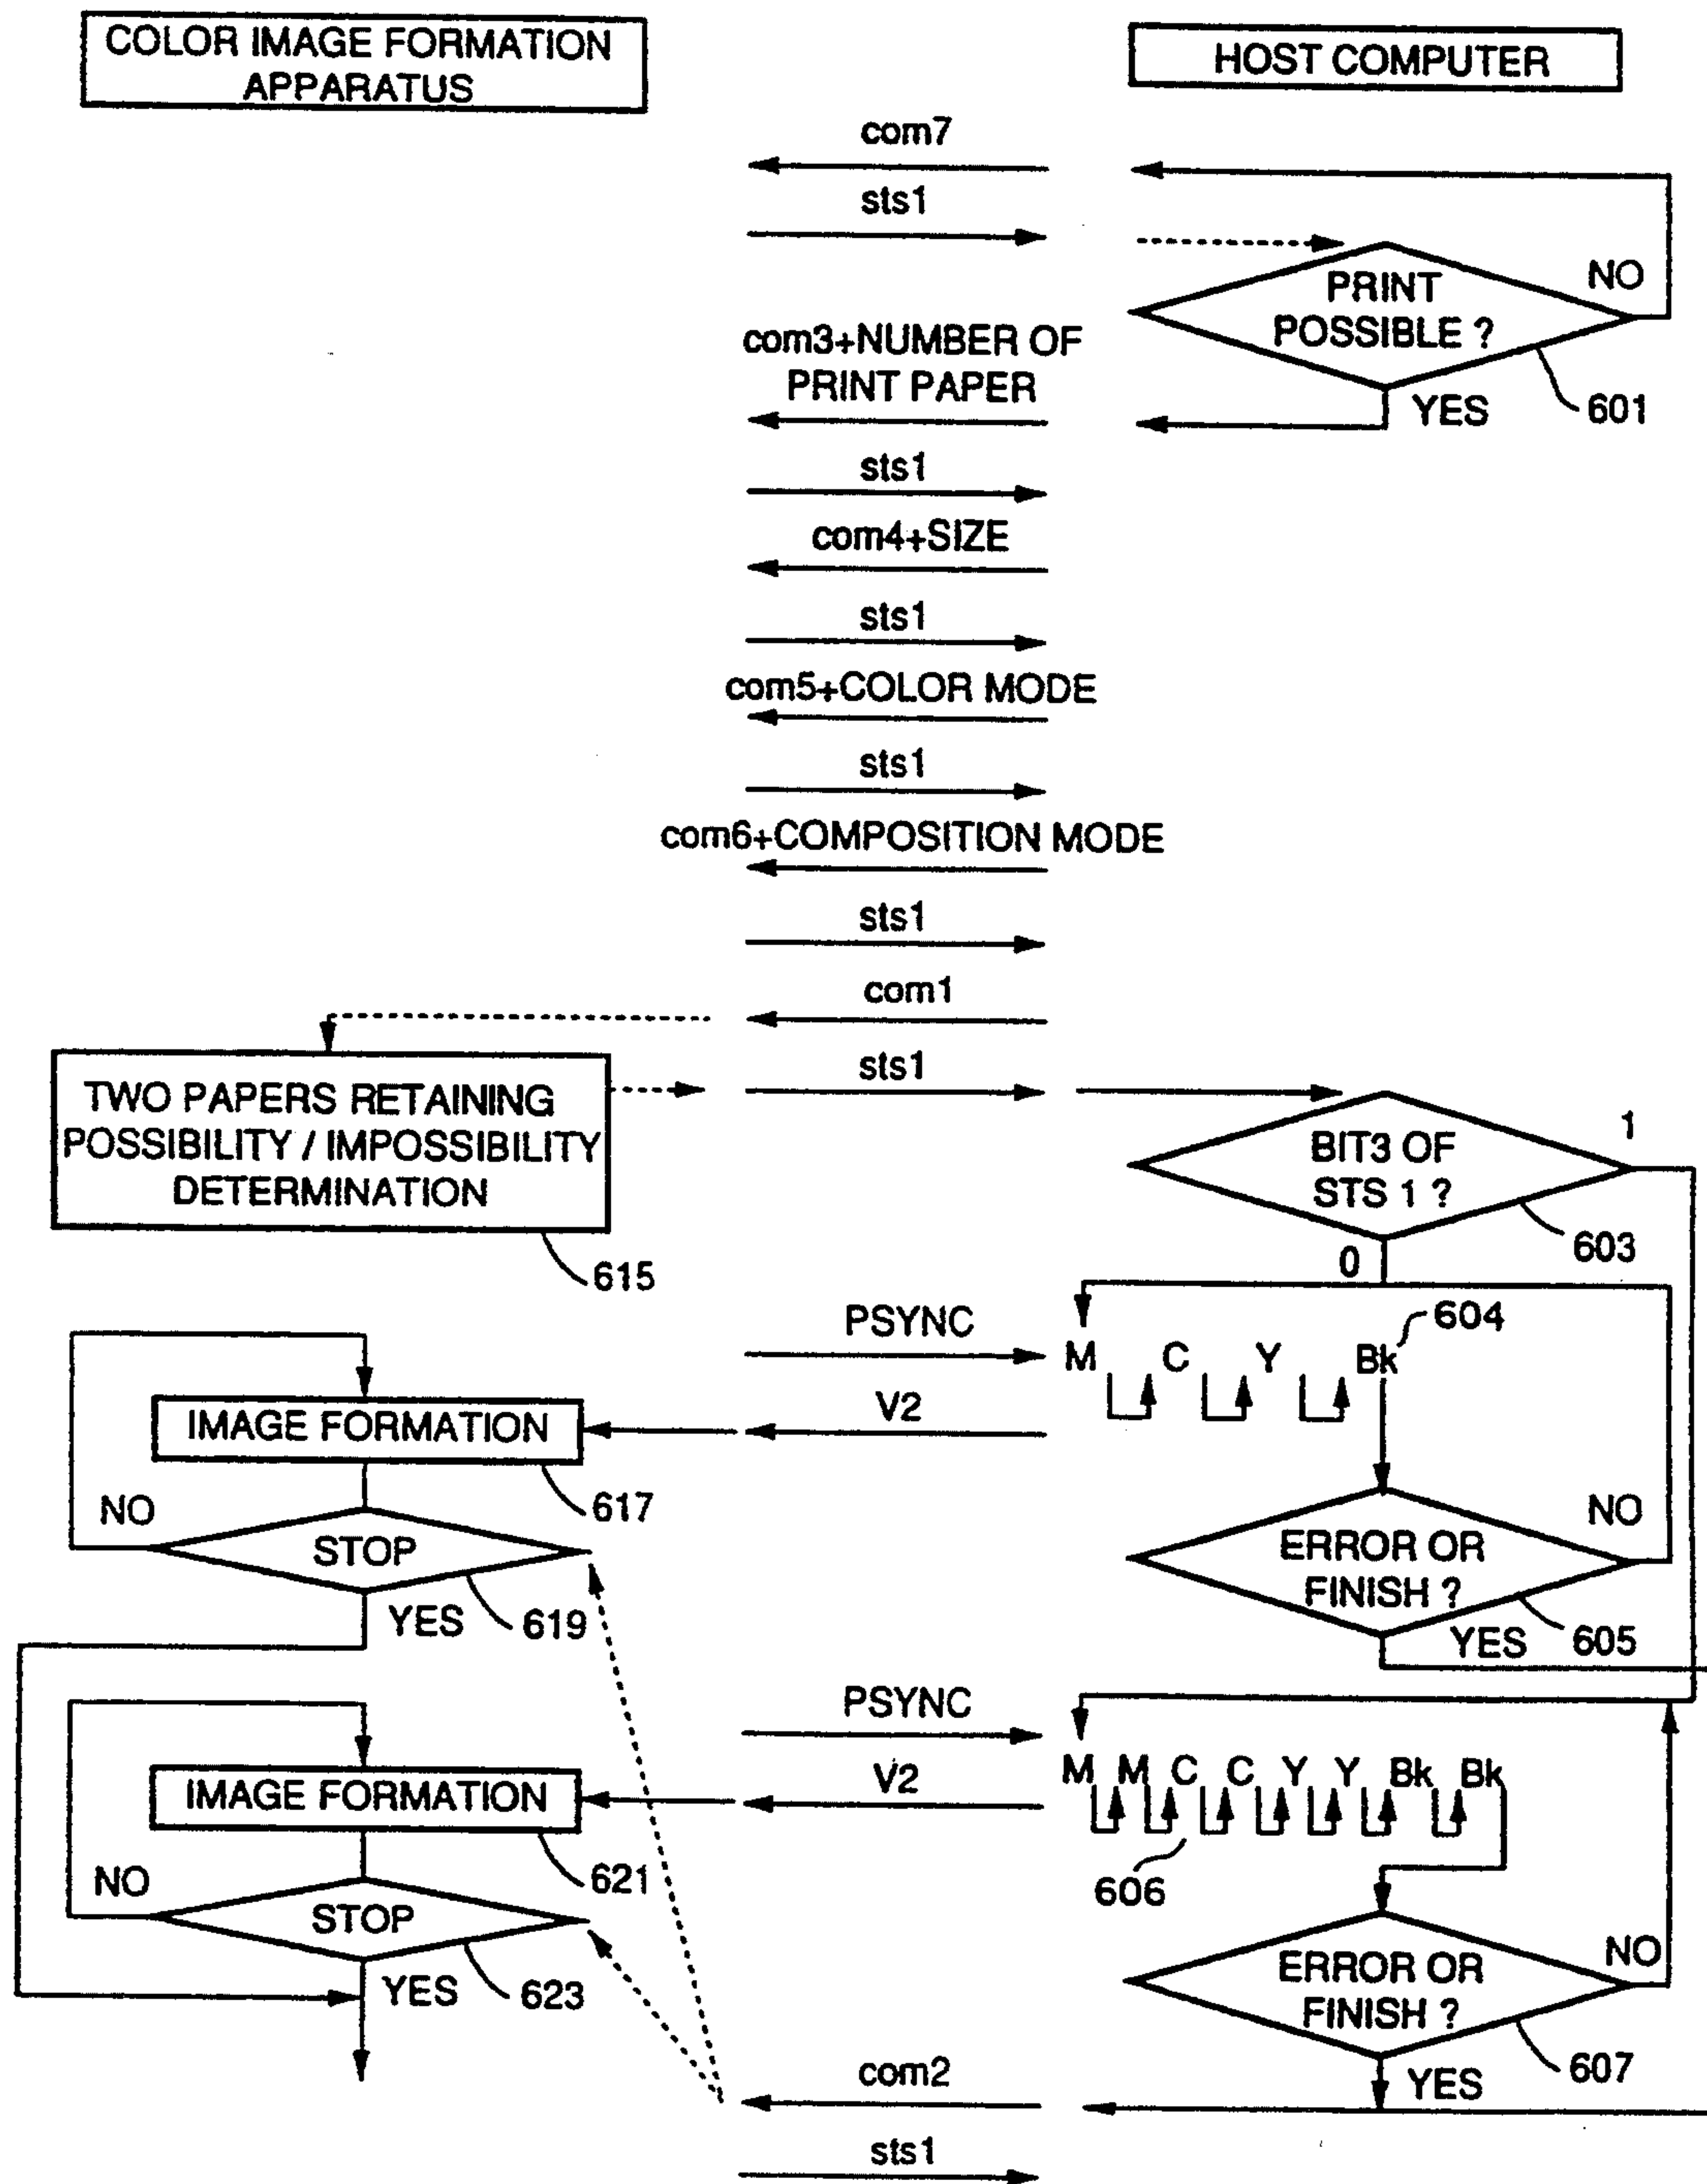 COLOR IMAGE FORMATION
APPARATUS
HOST COMPUTER
com7
sts1
PRINT
POSSIBLE ?
NO
YES
601
com3+NUMBER OF
PRINT PAPER
sts1
com4+SIZE
sts1
com5+COLOR MODE
sts1
com6+COMPOSITION MODE
sts1
com1
sts1
TWO PAPERS RETAINING
POSSIBILITY / IMPOSSIBILITY
DETERMINATION
615
BIT3 OF
STS 1 ?
1
603
0
604
PSYNC
M C Y Bk
V2
IMAGE FORMATION
617
NO
STOP
YES
619
ERROR OR
FINISH ?
NO
YES
605
PSYNC
M M C C Y Y Bk Bk
V2
606
IMAGE FORMATION
621
NO
STOP
YES
623
ERROR OR
FINISH ?
NO
YES
607
com2
sts1